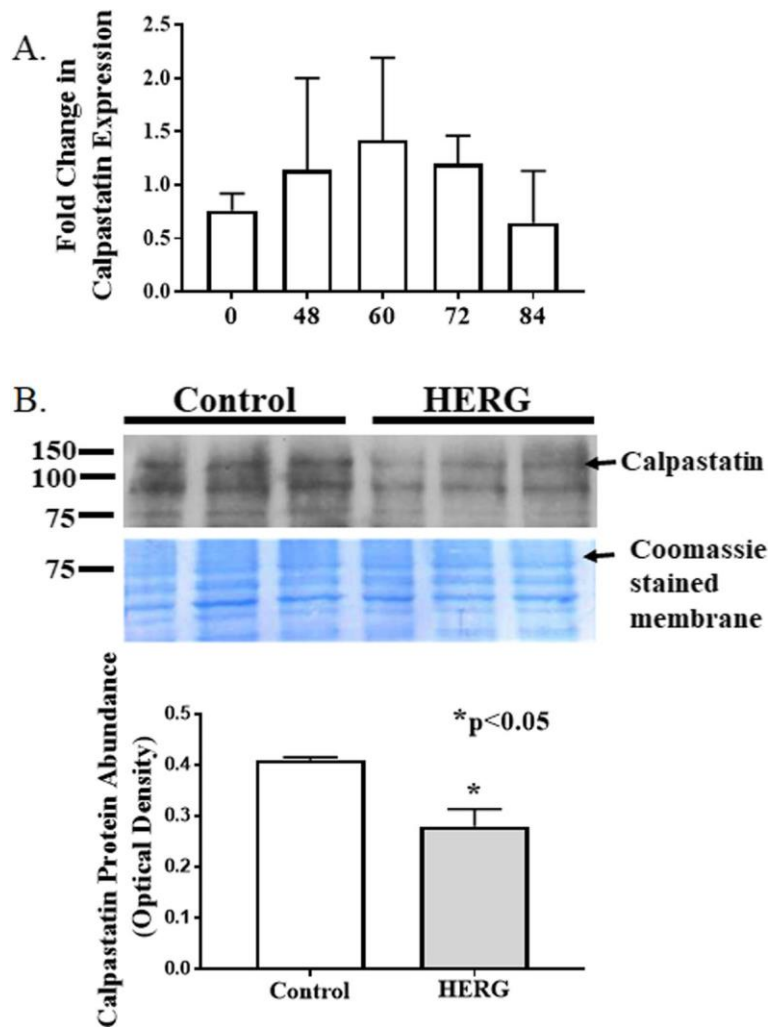 A.
Fold Change in
Calpastatin Expression
2.5
2.0
1.5
1.0
0.5
0.0
0 48 60 72 84
B.
Control HERG
150
100
75
Calpastatin
75
Coomassie
stained
membrane
Calpastatin Protein Abundance
(Optical Density)
0.5
0.4
0.3
0.2
0.1
0.0
*p<0.05
*
Control HERG